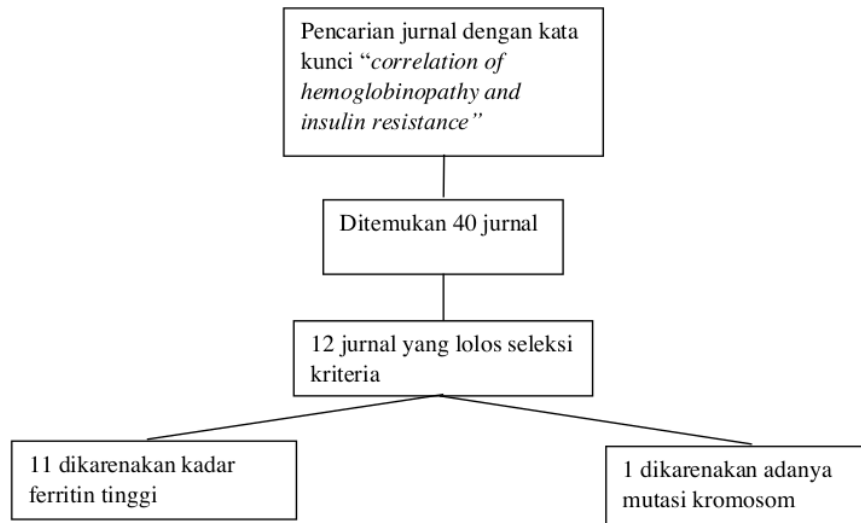 Pencarian jurnal dengan kata
kunci “correlation of
hemoglobinopathy and
insulin resistance”
Ditemukan 40 jurnal
12 jurnal yang lolos seleksi
kriteria
11 dikarenakan kadar
ferritin tinggi
1 dikarenakan adanya
mutasi kromosom